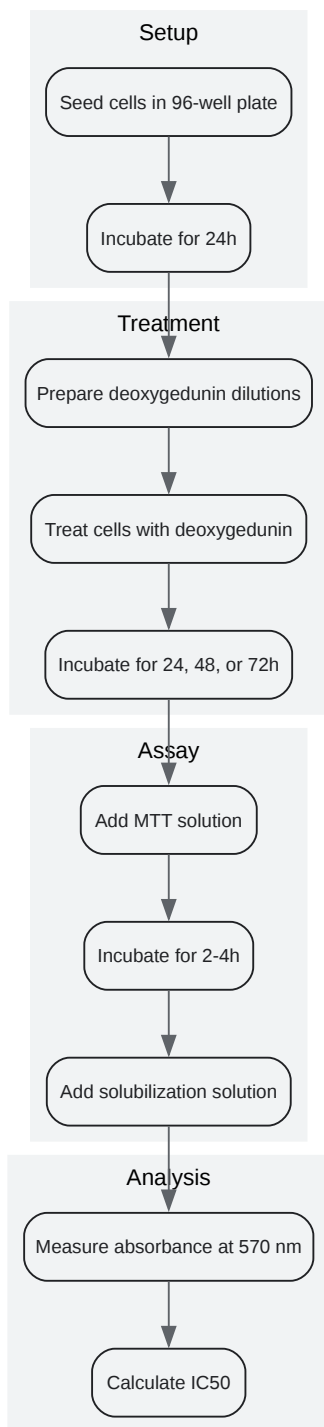 Setup
Seed cells in 96-well plate
Incubate for 24h
Treatment
Prepare deoxygedunin dilutions
Treat cells with deoxygedunin
Incubate for 24, 48, or 72h
Assay
Add MTT solution
Incubate for 2-4h
Add solubilization solution
Analysis
Measure absorbance at 570 nm
Calculate IC50